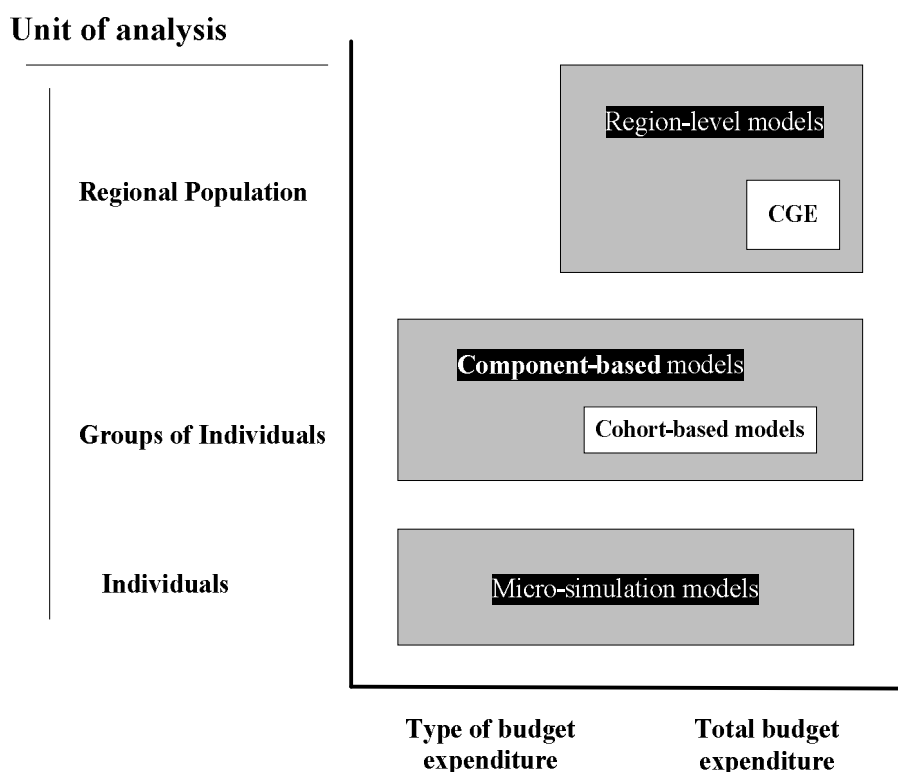 Unit of analysis
Region-level models
Regional Population
CGE
Component-based models
Groups of Individuals
Cohort-based models
Individuals
Micro-simulation models
Type of budget
expenditure
Total budget
expenditure